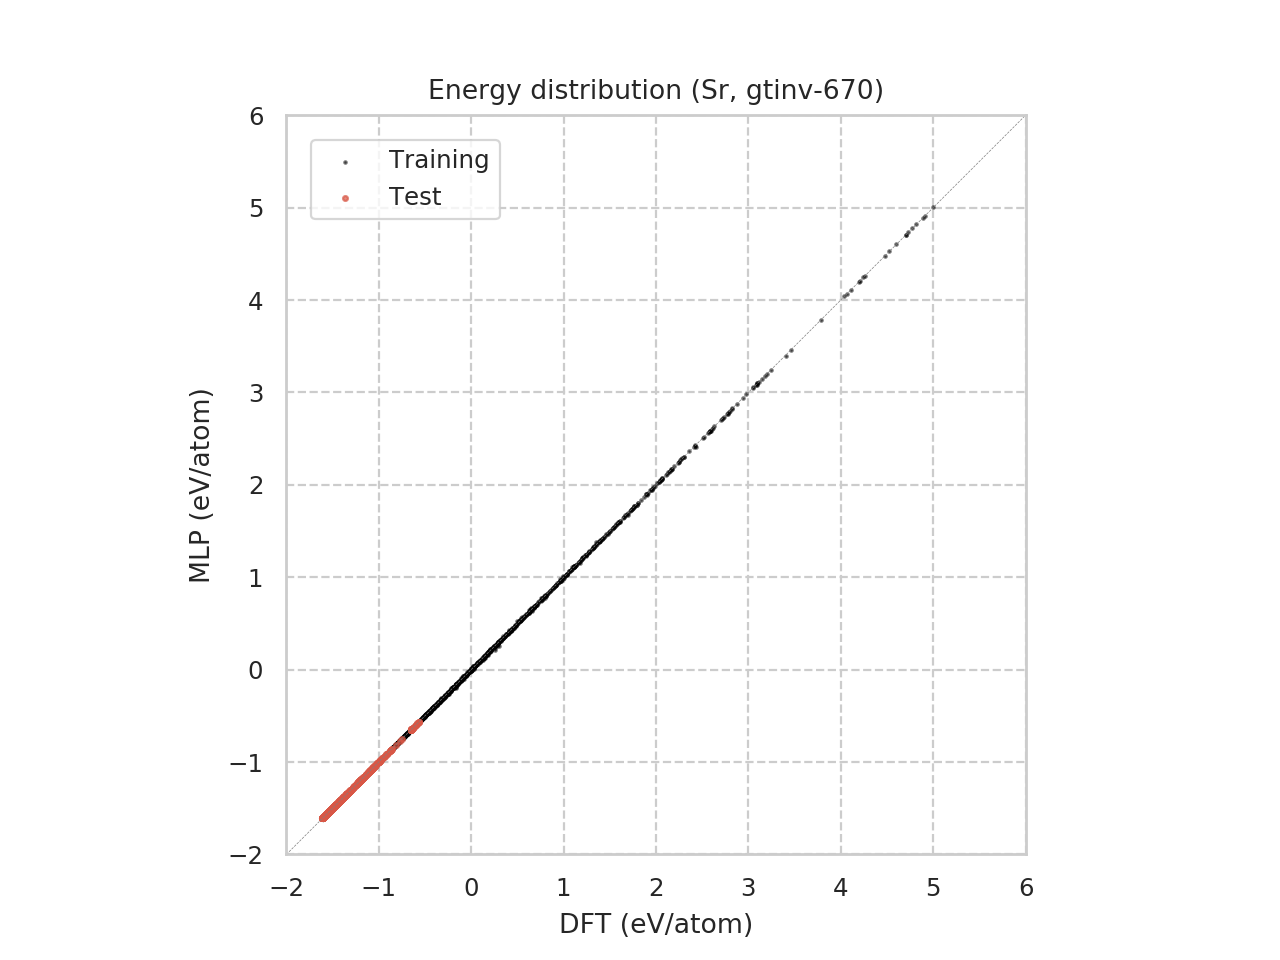 Energy distribution (Sr, gtinv-670)
Training
Test
6
5
4
3
2
1
0
−1
−2
MLP (eV/atom)
−2 −1 0 1 2 3 4 5 6
DFT (eV/atom)